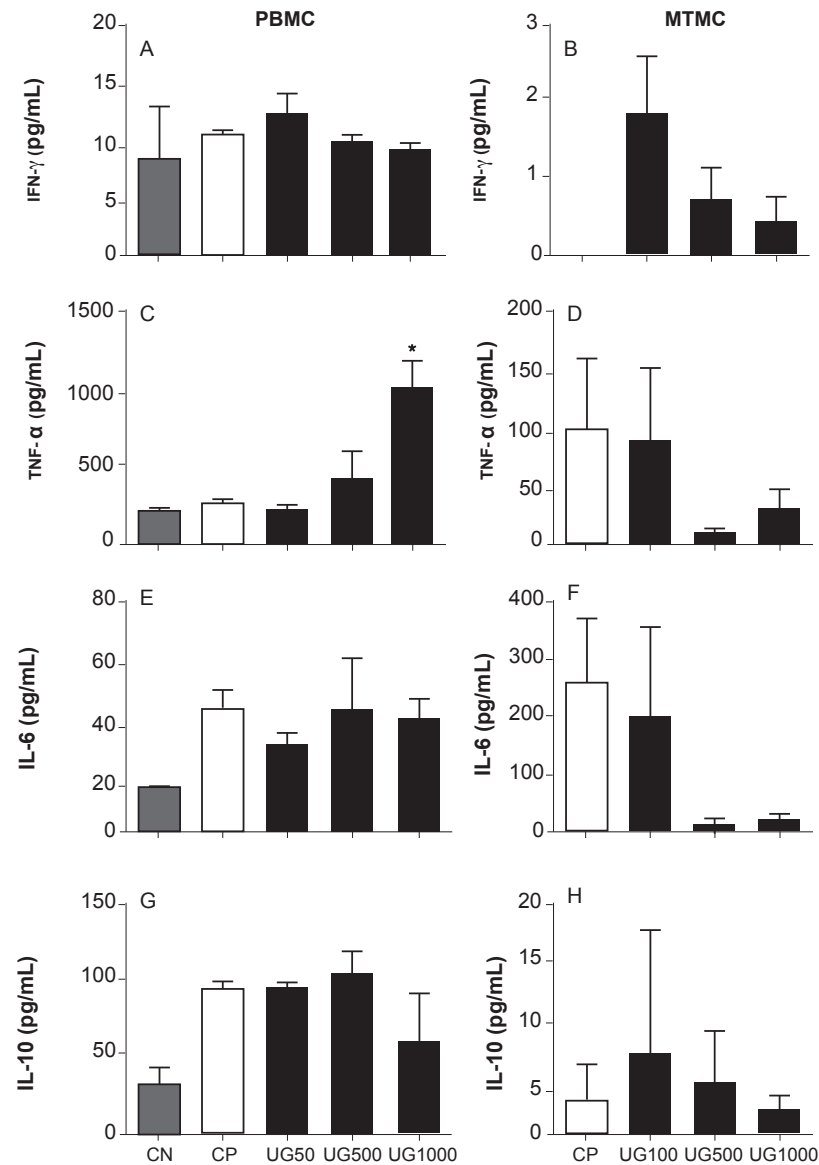 PBMC
MTMC
A
IFN-γ (pg/mL)
20
15
10
5
0
B
IFN-γ (pg/mL)
3
2
1
0
C
TNF- α (pg/mL)
1500
1000
500
0
*
D
TNF- α (pg/mL)
200
150
100
50
0
E
IL-6 (pg/mL)
80
60
40
20
0
F
IL-6 (pg/mL)
400
300
200
100
0
G
IL-10 (pg/mL)
150
100
50
0
CN CP UG50 UG500 UG1000
H
IL-10 (pg/mL)
20
15
10
5
0
CP UG100 UG500 UG1000